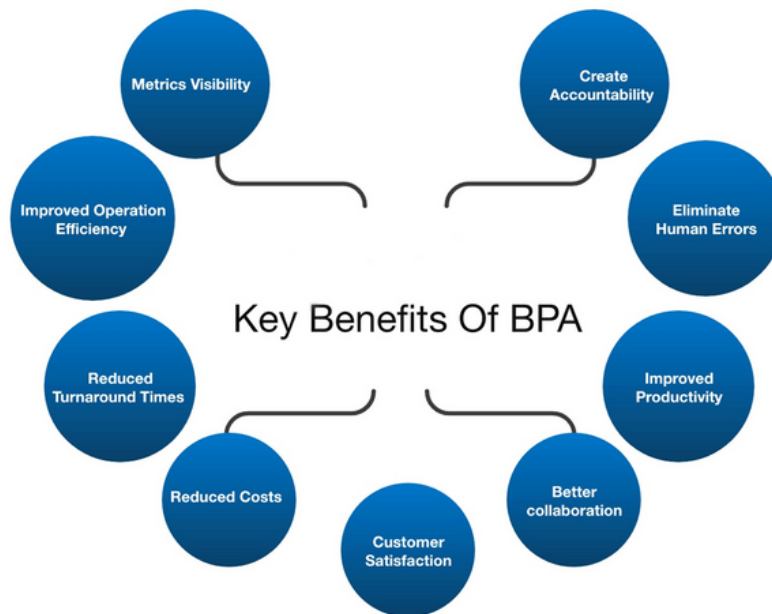 Metrics Visibility
Create
Accountability
Improved Operation
Efficiency
Eliminate
Human Errors
Key Benefits Of BPA
Reduced
Turnaround Times
Improved
Productivity
Reduced Costs
Better
collaboration
Customer
Satisfaction